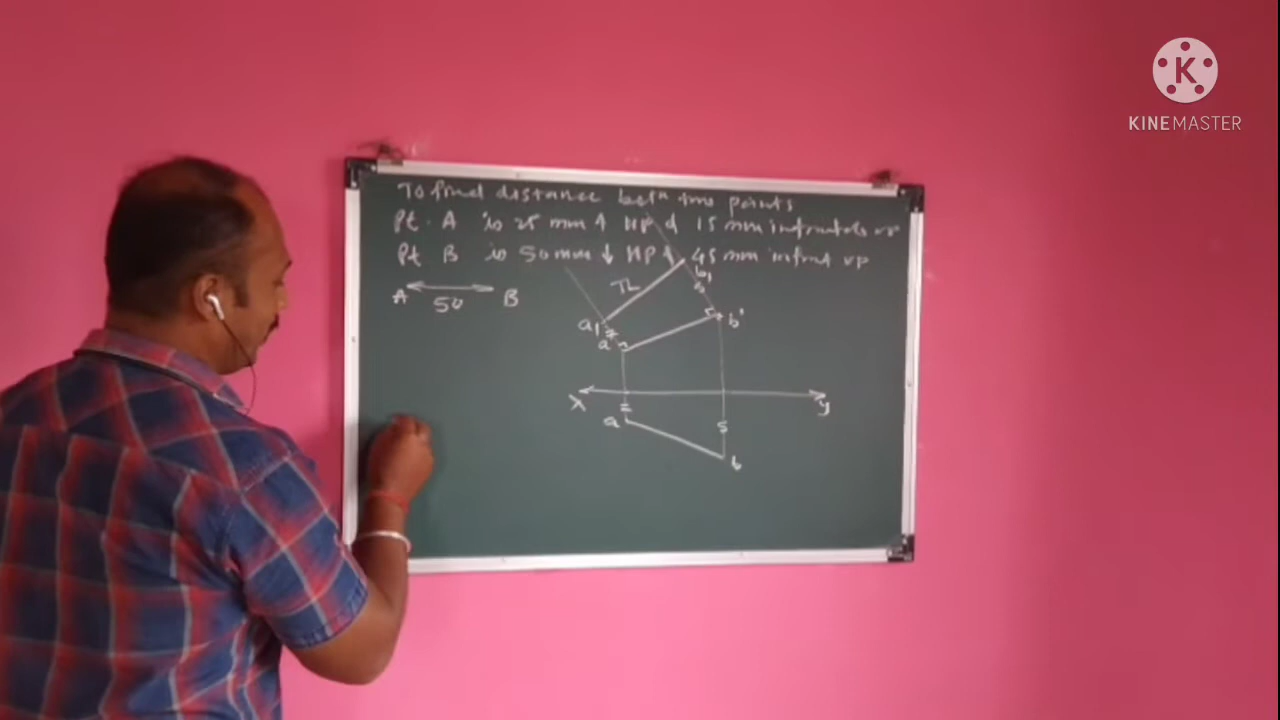 To find distance betn two points
Pt. A is 25 mm ↑ HP & 15 mm infront of VP
Pt B is 50 mm ↓ HP & 45 mm infront VP
A 50 B
TL
b₁
a₁
a'
b'
X
y
a
b
KINEMASTER